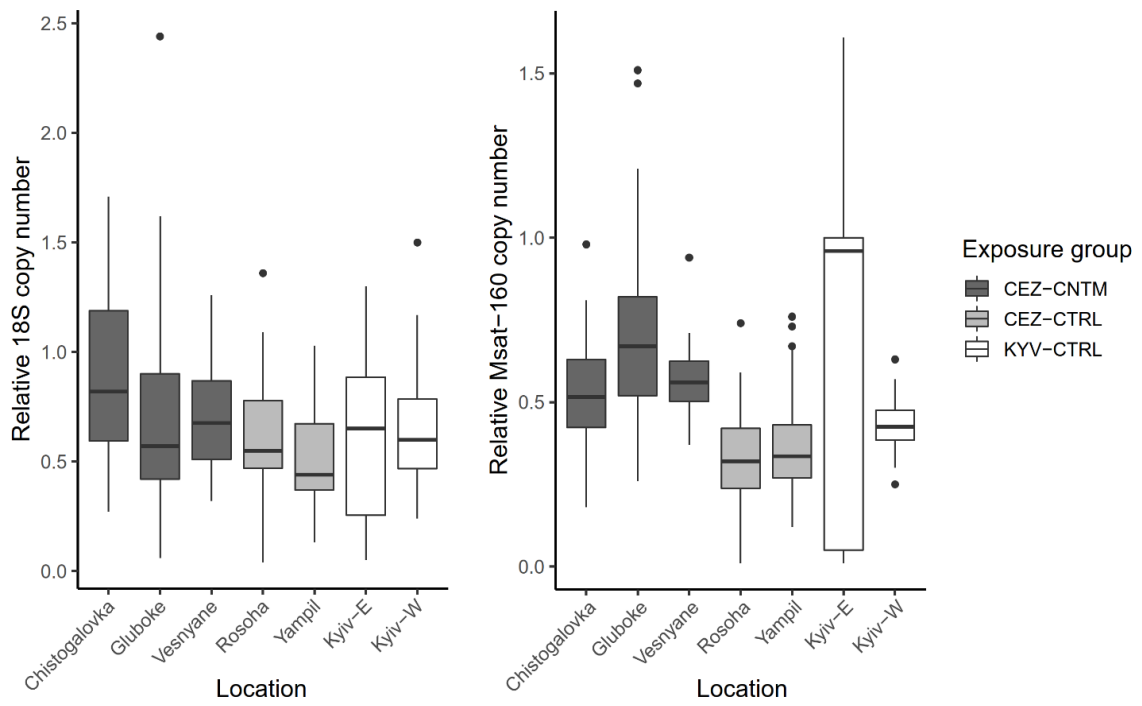 Relative 18S copy number
2.5
2.0
1.5
1.0
0.5
0.0
Chistogalovka
Gluboke
Vesnyane
Rosoha
Yampil
Kyiv−E
Kyiv−W
Location
Relative Msat−160 copy number
1.5
1.0
0.5
0.0
Chistogalovka
Gluboke
Vesnyane
Rosoha
Yampil
Kyiv−E
Kyiv−W
Location
Exposure group
CEZ−CNTM
CEZ−CTRL
KYV−CTRL